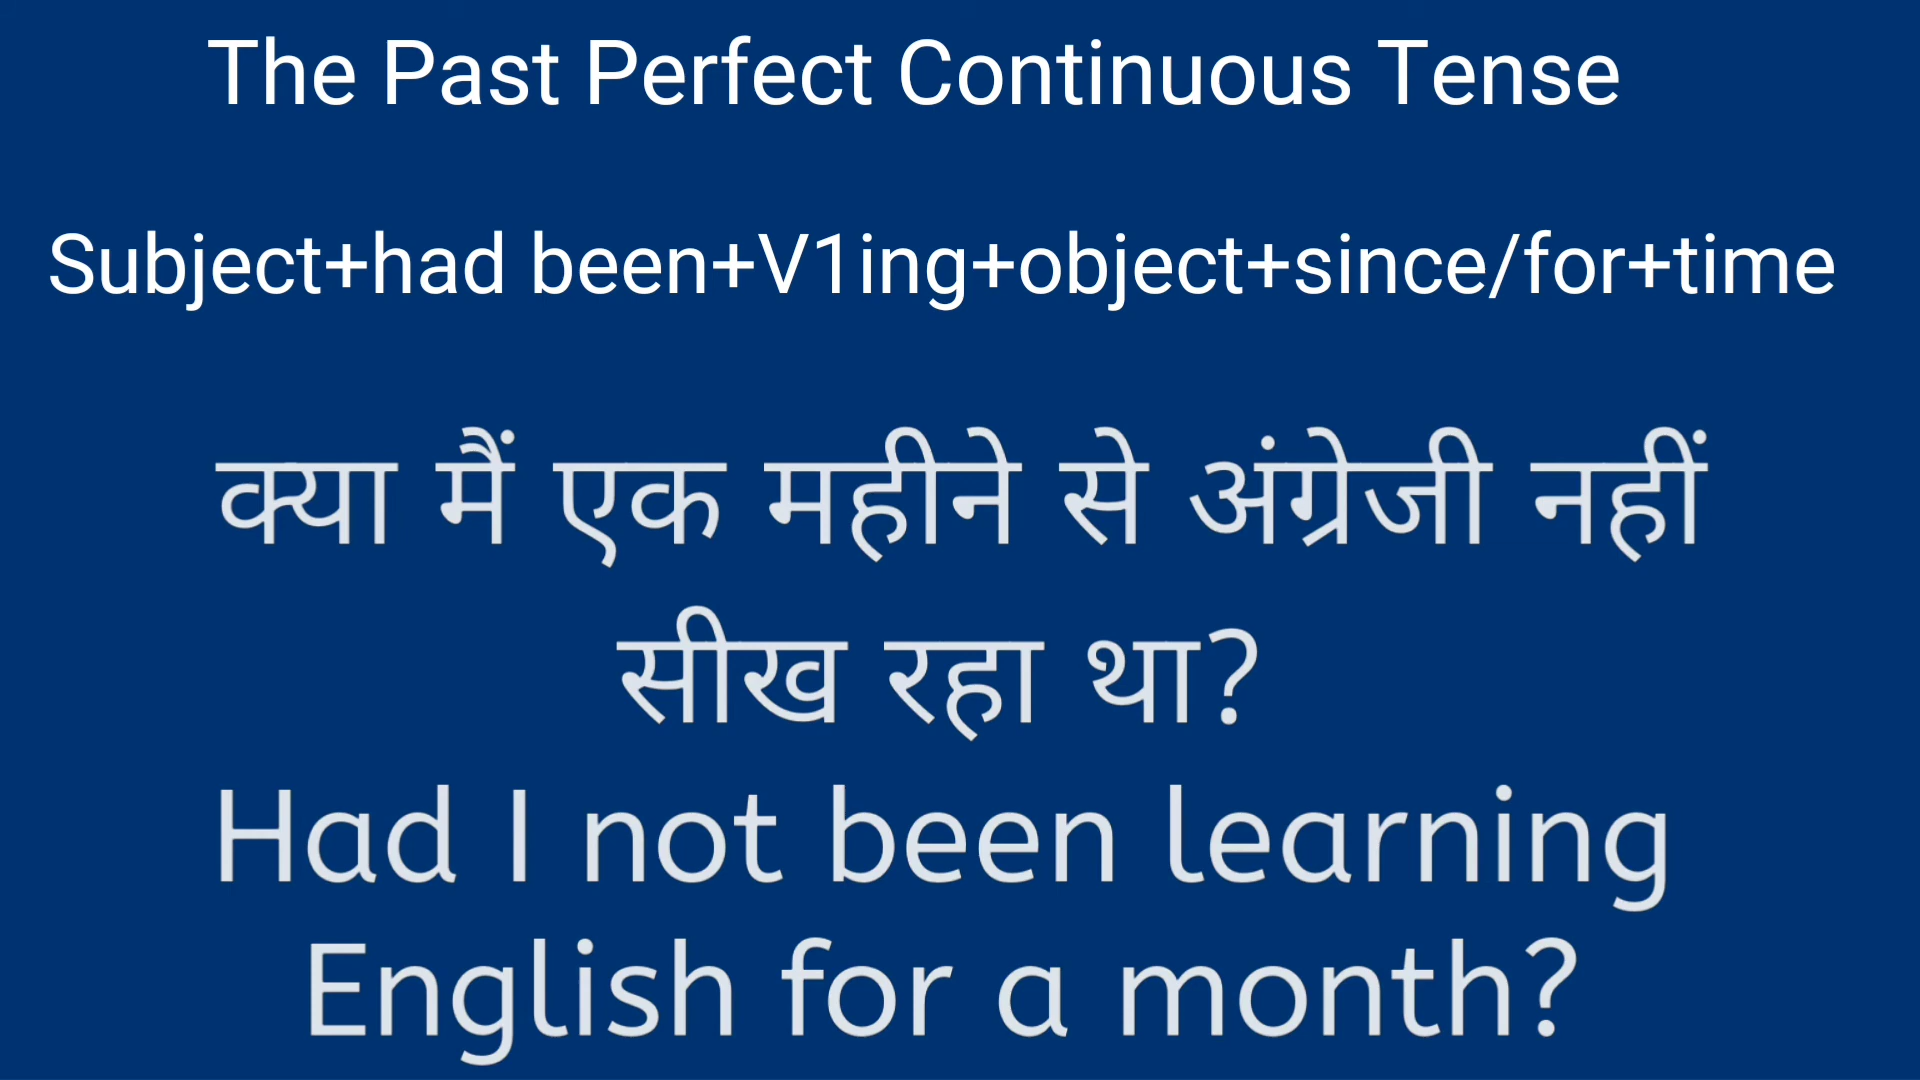 The Past Perfect Continuous Tense
Subject+had been+V1ing+object+since/for+time
क्या मैं एक महीने से अंग्रेजी नहीं
सीख रहा था?
Had I not been learning
English for a month?